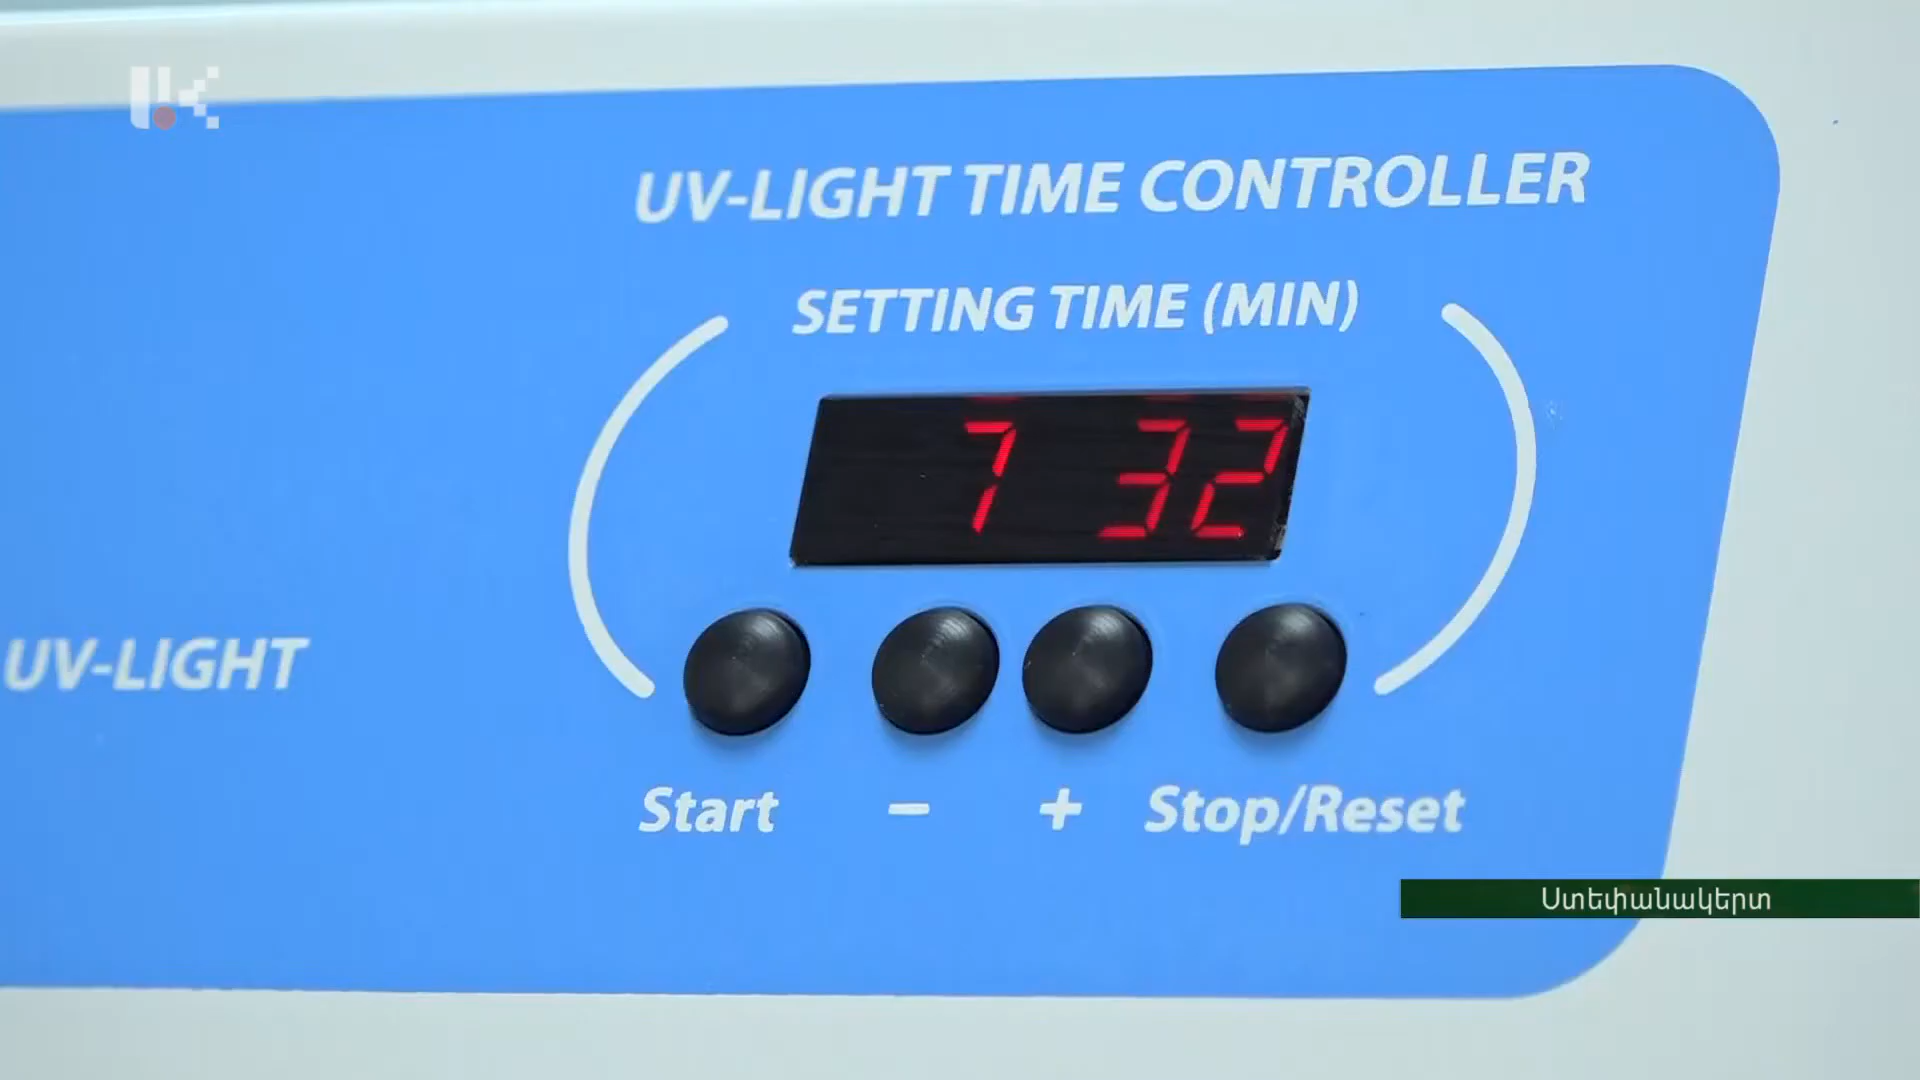 UV-LIGHT TIME CONTROLLER
SETTING TIME (MIN)
7 32
UV-LIGHT
Start - + Stop/Reset
Ստեփանակերտ